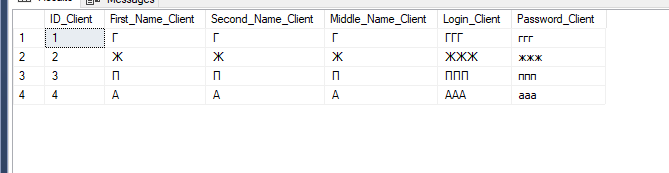 Messages
ID_Client First_Name_Client Second_Name_Client Middle_Name_Client Login_Client Password_Client
1 1 Г Г Г ГГГ ггг
2 2 Ж Ж Ж ЖЖЖ жжж
3 3 П П П ППП ппп
4 4 А А А ААА ааа